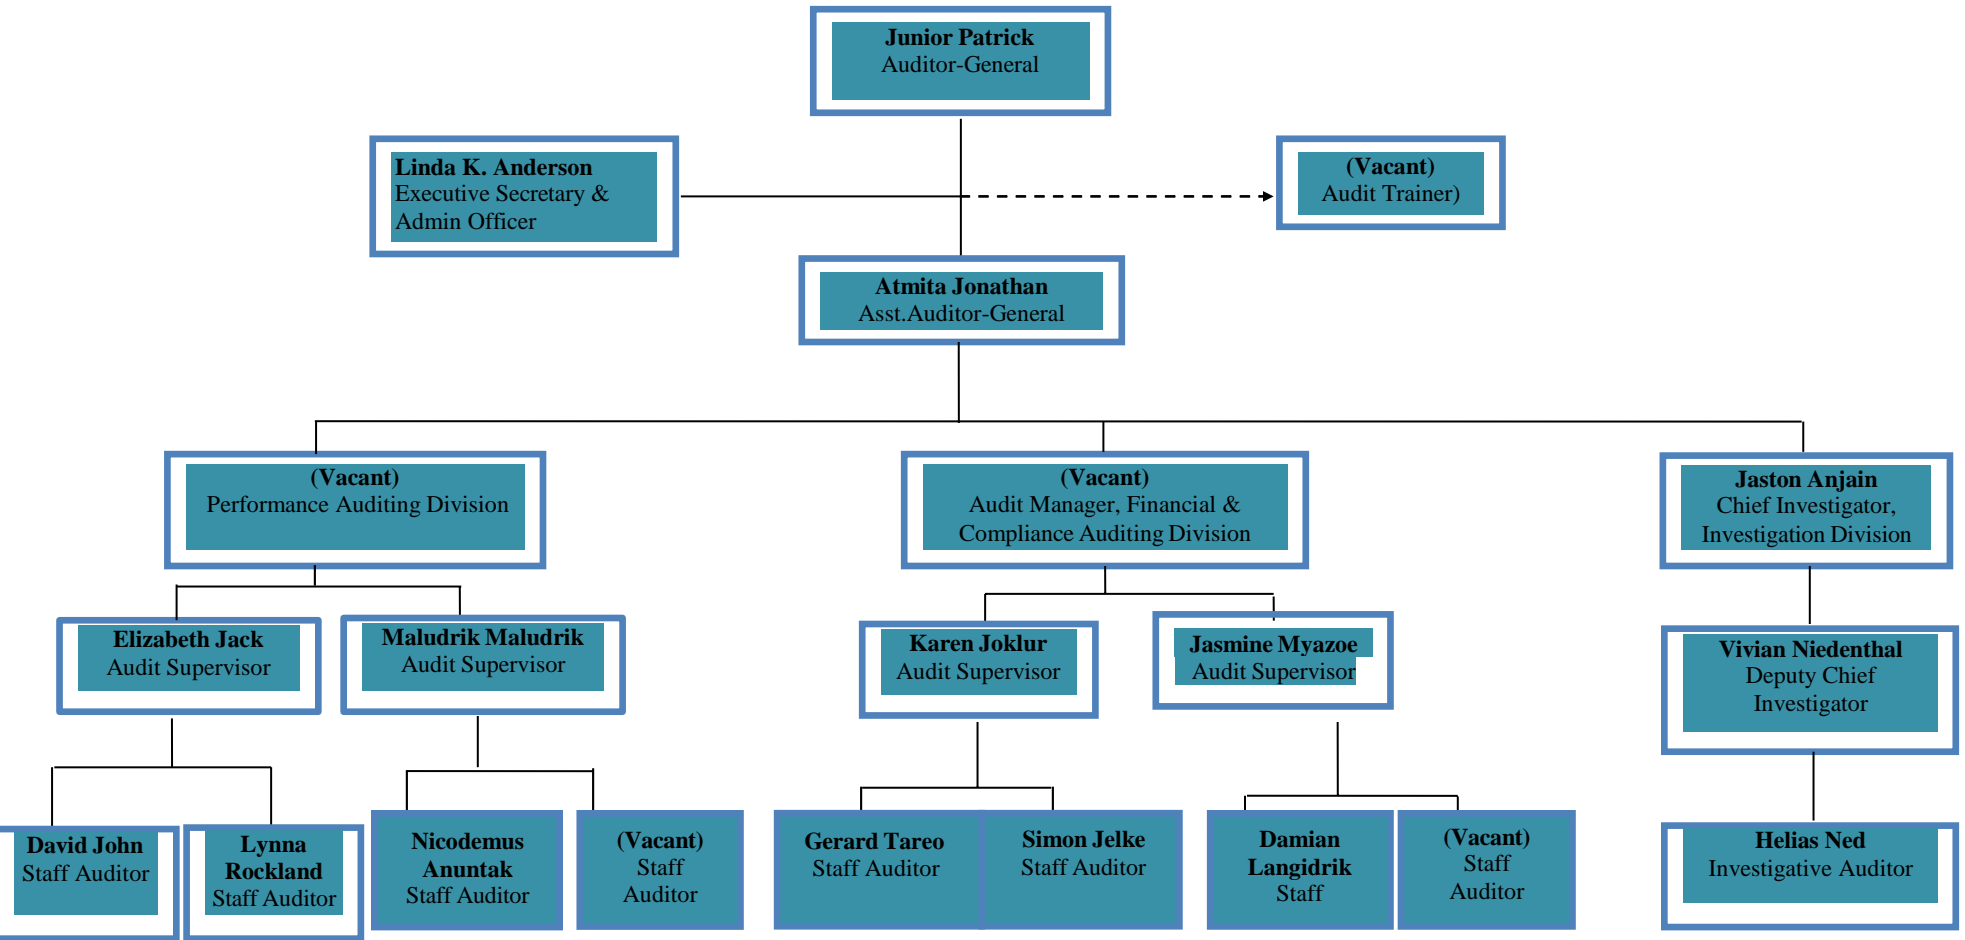 Junior Patrick
Auditor-General
Linda K. Anderson
Executive Secretary &
Admin Officer
(Vacant)
Audit Trainer)
Atmita Jonathan
Asst.Auditor-General
(Vacant)
Performance Auditing Division
(Vacant)
Audit Manager, Financial &
Compliance Auditing Division
Jaston Anjain
Chief Investigator,
Investigation Division
Elizabeth Jack
Audit Supervisor
Maludrik Maludrik
Audit Supervisor
Karen Joklur
Audit Supervisor
Jasmine Myazoe
Audit Supervisor
Vivian Niedenthal
Deputy Chief
Investigator
David John
Staff Auditor
Lynna
Rockland
Staff Auditor
Nicodemus
Anuntak
Staff Auditor
(Vacant)
Staff
Auditor
Gerard Tareo
Staff Auditor
Simon Jelke
Staff Auditor
Damian
Langidrik
Staff
(Vacant)
Staff
Auditor
Helias Ned
Investigative Auditor